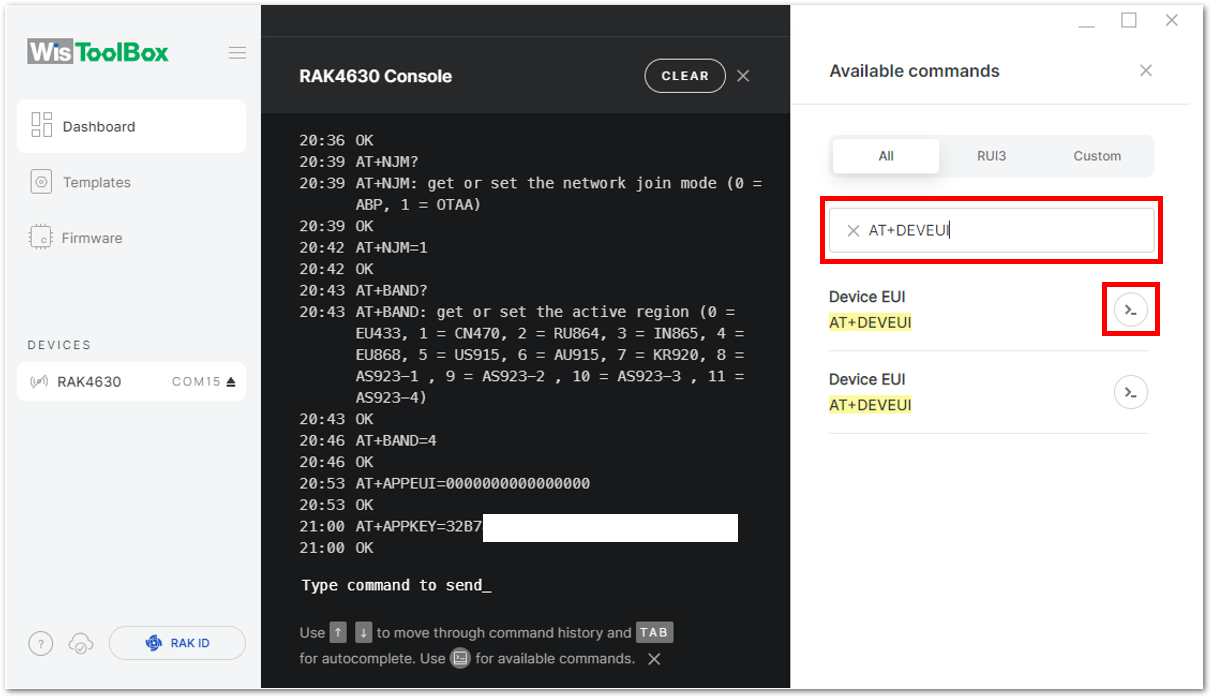 WisToolBox
Dashboard
Templates
Firmware
DEVICES
RAK4630 COM15
?
RAK ID
RAK4630 Console
CLEAR
20:36 OK
20:39 AT+NJM?
20:39 AT+NJM: get or set the network join mode (0 =
ABP, 1 = OTAA)
20:39 OK
20:42 AT+NJM=1
20:42 OK
20:43 AT+BAND?
20:43 AT+BAND: get or set the active region (0 =
EU433, 1 = CN470, 2 = RU864, 3 = IN865, 4 =
EU868, 5 = US915, 6 = AU915, 7 = KR920, 8 =
AS923-1 , 9 = AS923-2 , 10 = AS923-3 , 11 =
AS923-4)
20:43 OK
20:46 AT+BAND=4
20:46 OK
20:53 AT+APPEUI=0000000000000000
20:53 OK
21:00 AT+APPKEY=32B7
21:00 OK
Type command to send_
Use ↑ ↓ to move through command history and TAB
for autocomplete. Use for available commands.
Available commands
All RUI3 Custom
AT+DEVEUI
Device EUI
AT+DEVEUI
Device EUI
AT+DEVEUI